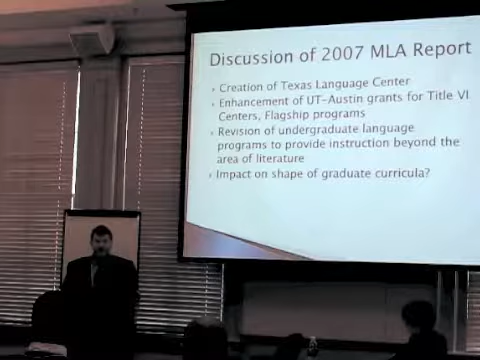 Discussion of 2007 MLA Report
Creation of Texas Language Center
Enhancement of UT-Austin grants for Title VI
Centers, Flagship programs
Revision of undergraduate language
programs to provide instruction beyond the
area of literature
Impact on shape of graduate curricula?